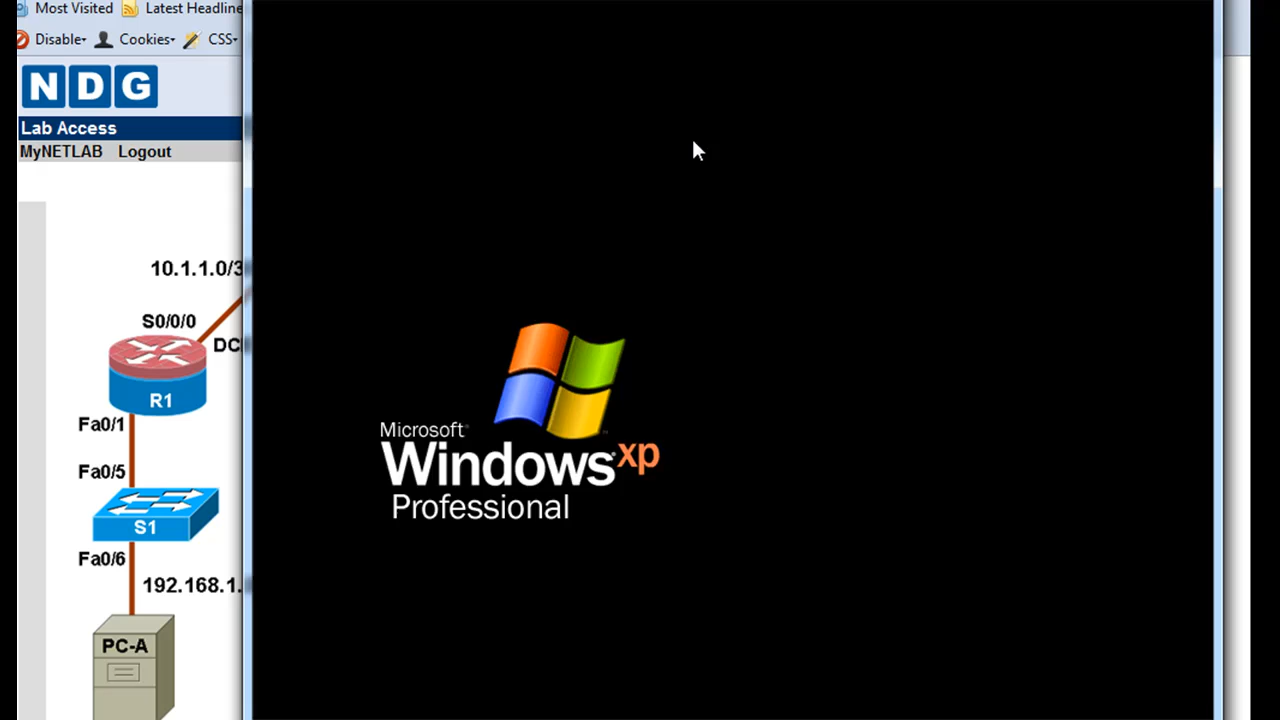 Most Visited Latest Headline
Disable Cookies CSS
NDG
Lab Access
MyNETLAB Logout
10.1.1.0/3
S0/0/0
DC
R1
Fa0/1
Fa0/5
S1
Fa0/6
192.168.1.
PC-A
Microsoft
Windows xp
Professional